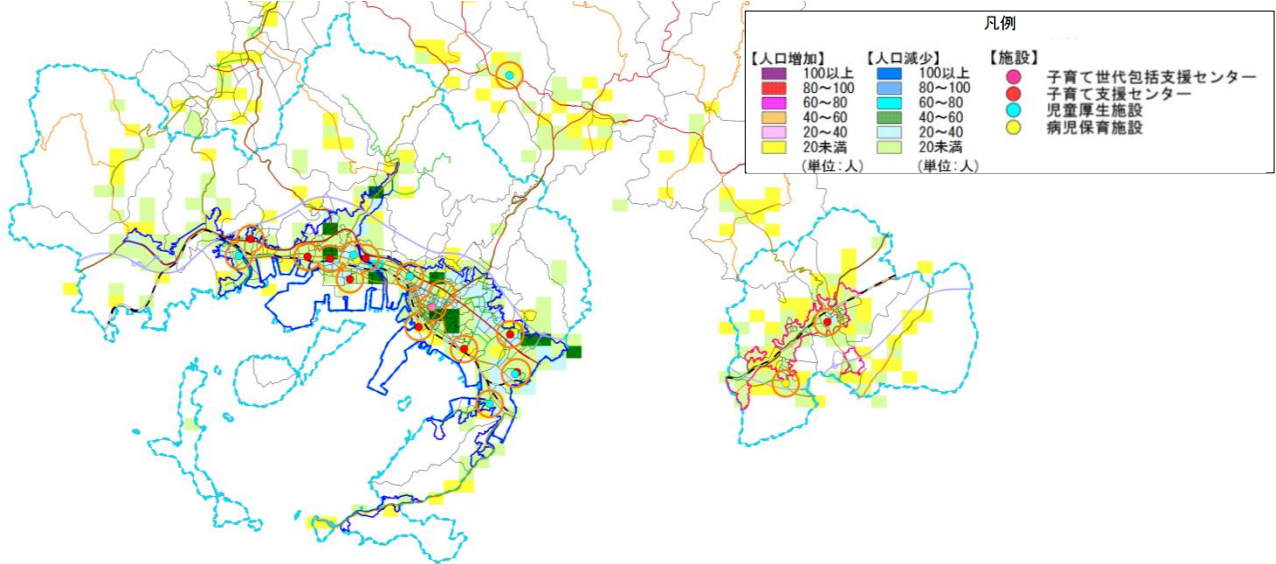 凡例
【人口増加】 【人口減少】 【施設】
100以上 100以上 子育て世代包括支援センター
80～100 80～100 子育て支援センター
60～80 60～80 児童厚生施設
40～60 40～60 病児保育施設
20～40 20～40
20未満 20未満
(単位:人) (単位:人)